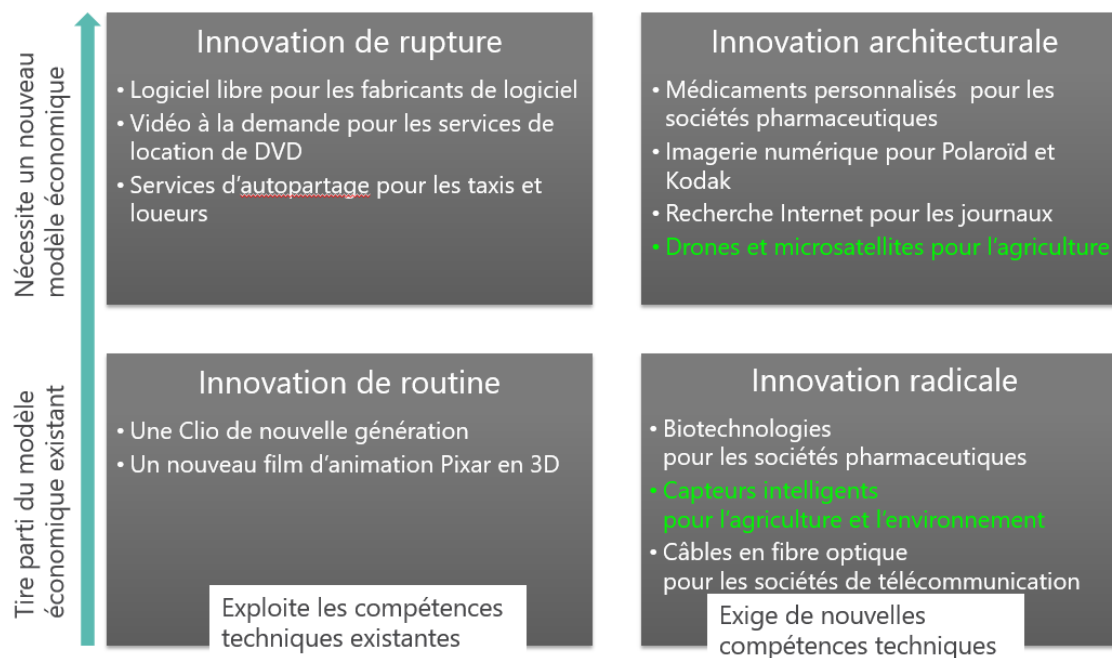 Nécessite un nouveau
modèle économique
Innovation de rupture
• Logiciel libre pour les fabricants de logiciel
• Vidéo à la demande pour les services de
location de DVD
• Services d'autopartage pour les taxis et
loueurs
Innovation architecturale
• Médicaments personnalisés pour les
sociétés pharmaceutiques
• Imagerie numérique pour Polaroïd et
Kodak
• Recherche Internet pour les journaux
• Drones et microsatellites pour l'agriculture
Tire parti du modèle
économique existant
Innovation de routine
• Une Clio de nouvelle génération
• Un nouveau film d'animation Pixar en 3D
Exploite les compétences
techniques existantes
Innovation radicale
• Biotechnologies
pour les sociétés pharmaceutiques
• Capteurs intelligents
pour l'agriculture et l'environnement
• Câbles en fibre optique
pour les sociétés de télécommunication
Exige de nouvelles
compétences techniques